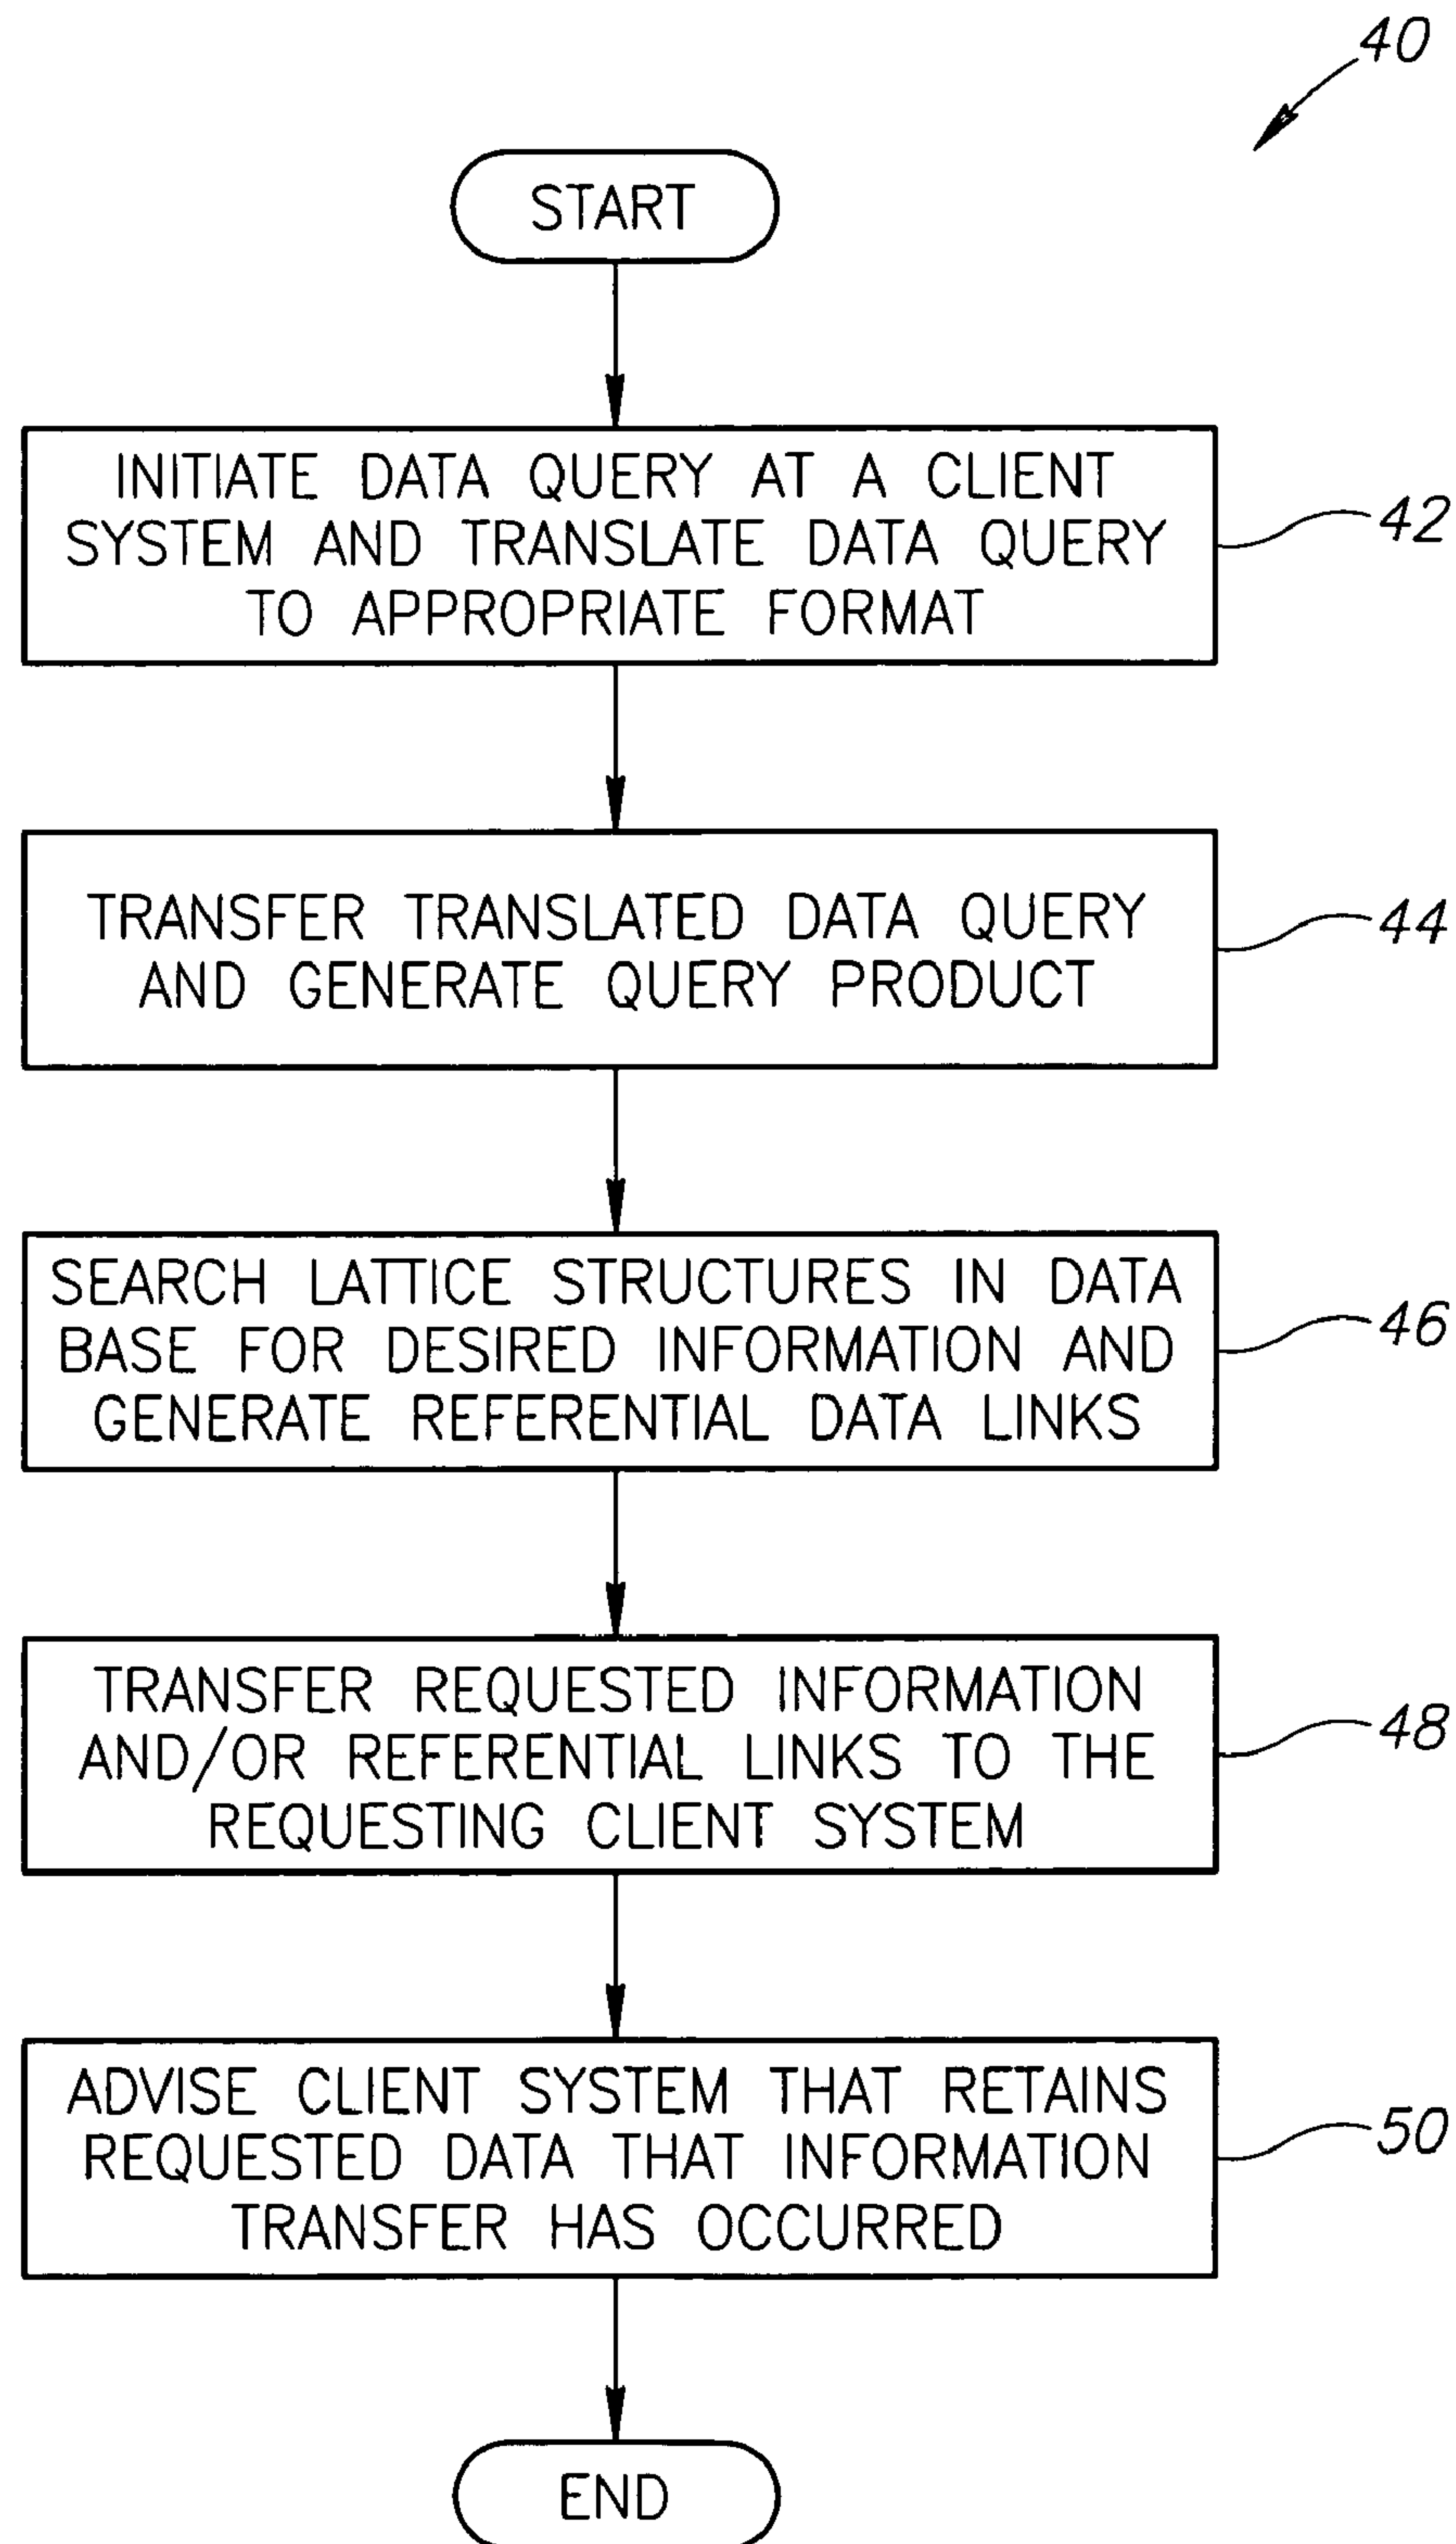 40
START
INITIATE DATA QUERY AT A CLIENT
SYSTEM AND TRANSLATE DATA QUERY
TO APPROPRIATE FORMAT
42
TRANSFER TRANSLATED DATA QUERY
AND GENERATE QUERY PRODUCT
44
SEARCH LATTICE STRUCTURES IN DATA
BASE FOR DESIRED INFORMATION AND
GENERATE REFERENTIAL DATA LINKS
46
TRANSFER REQUESTED INFORMATION
AND/OR REFERENTIAL LINKS TO THE
REQUESTING CLIENT SYSTEM
48
ADVISE CLIENT SYSTEM THAT RETAINS
REQUESTED DATA THAT INFORMATION
TRANSFER HAS OCCURRED
50
END